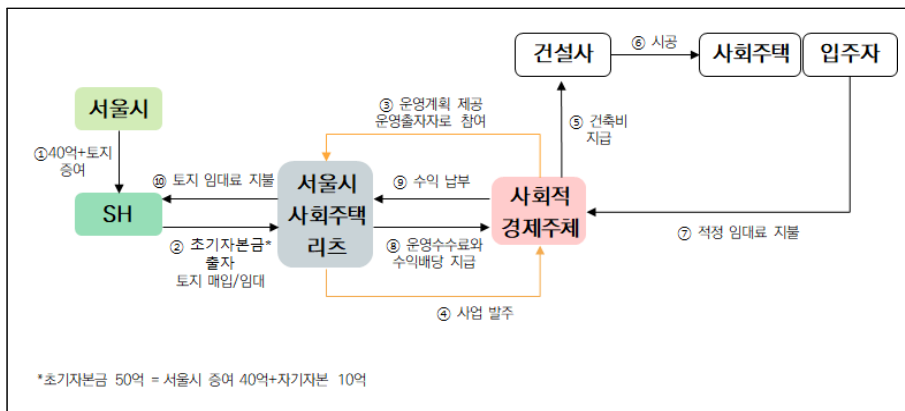 ⑥ 시공
건설사
사회주택
입주자
서울시
③ 운영계획 제공
운영출자자로 참여
⑤ 건축비
지급
①40억+토지
증여
⑩ 토지 임대료 지불
⑨ 수익 납부
서울시
사회주택
리츠
사회적
경제주체
SH
② 초기자본금*
출자
토지 매입/임대
⑧ 운영수수료와
수익배당 지급
⑦ 적정 임대료 지불
④ 사업 발주
*초기자본금 50억 = 서울시 증여 40억+자기자본 10억